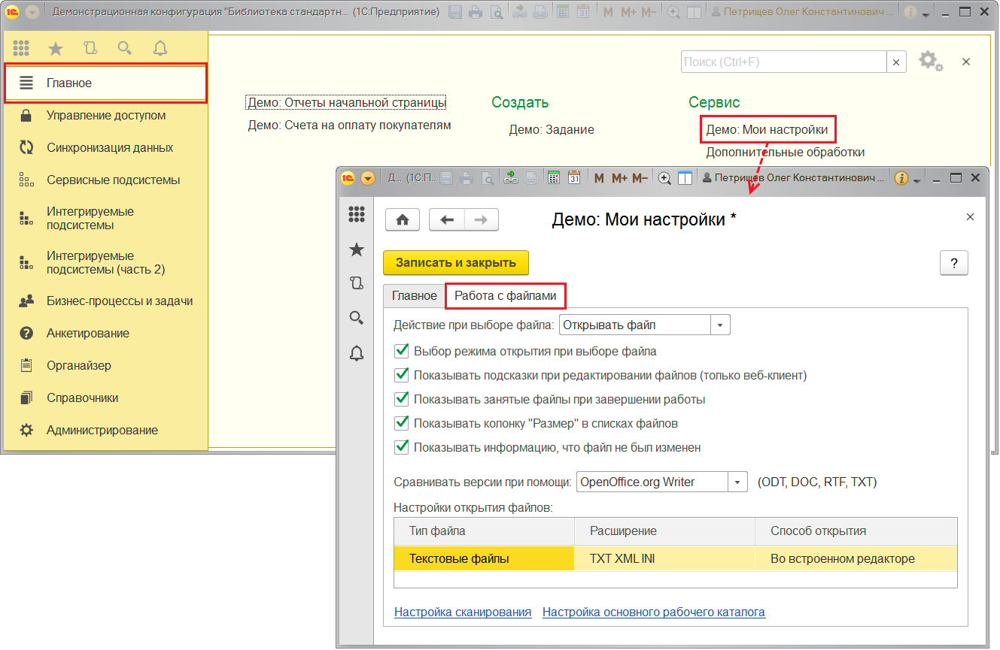 Демонстрационная конфигурация "Библиотека стандартн... (1С:Предприятие)
31
M M+ M−
Петрищев Олег Константинович ...
Главное
Управление доступом
Синхронизация данных
Сервисные подсистемы
Интегрируемые
подсистемы
Интегрируемые
подсистемы (часть 2)
Бизнес-процессы и задачи
Анкетирование
Органайзер
Справочники
Администрирование
Поиск (Ctrl+F)
Демо: Отчеты начальной страницы
Демо: Счета на оплату покупателям
Создать
Демо: Задание
Сервис
Демо: Мои настройки
Дополнительные обработки
Д... (1С:П..
31
M M+ M−
Петрищев Олег Константинович ...
Демо: Мои настройки *
Записать и закрыть
?
Главное
Работа с файлами
Действие при выборе файла: Открывать файл
Выбор режима открытия при выборе файла
Показывать подсказки при редактировании файлов (только веб-клиент)
Показывать занятые файлы при завершении работы
Показывать колонку "Размер" в списках файлов
Показывать информацию, что файл не был изменен
Сравнивать версии при помощи: OpenOffice.org Writer (ODT, DOC, RTF, TXT)
Настройки открытия файлов:
Тип файла Расширение Способ открытия
Текстовые файлы TXT XML INI Во встроенном редакторе
Настройка сканирования Настройка основного рабочего каталога